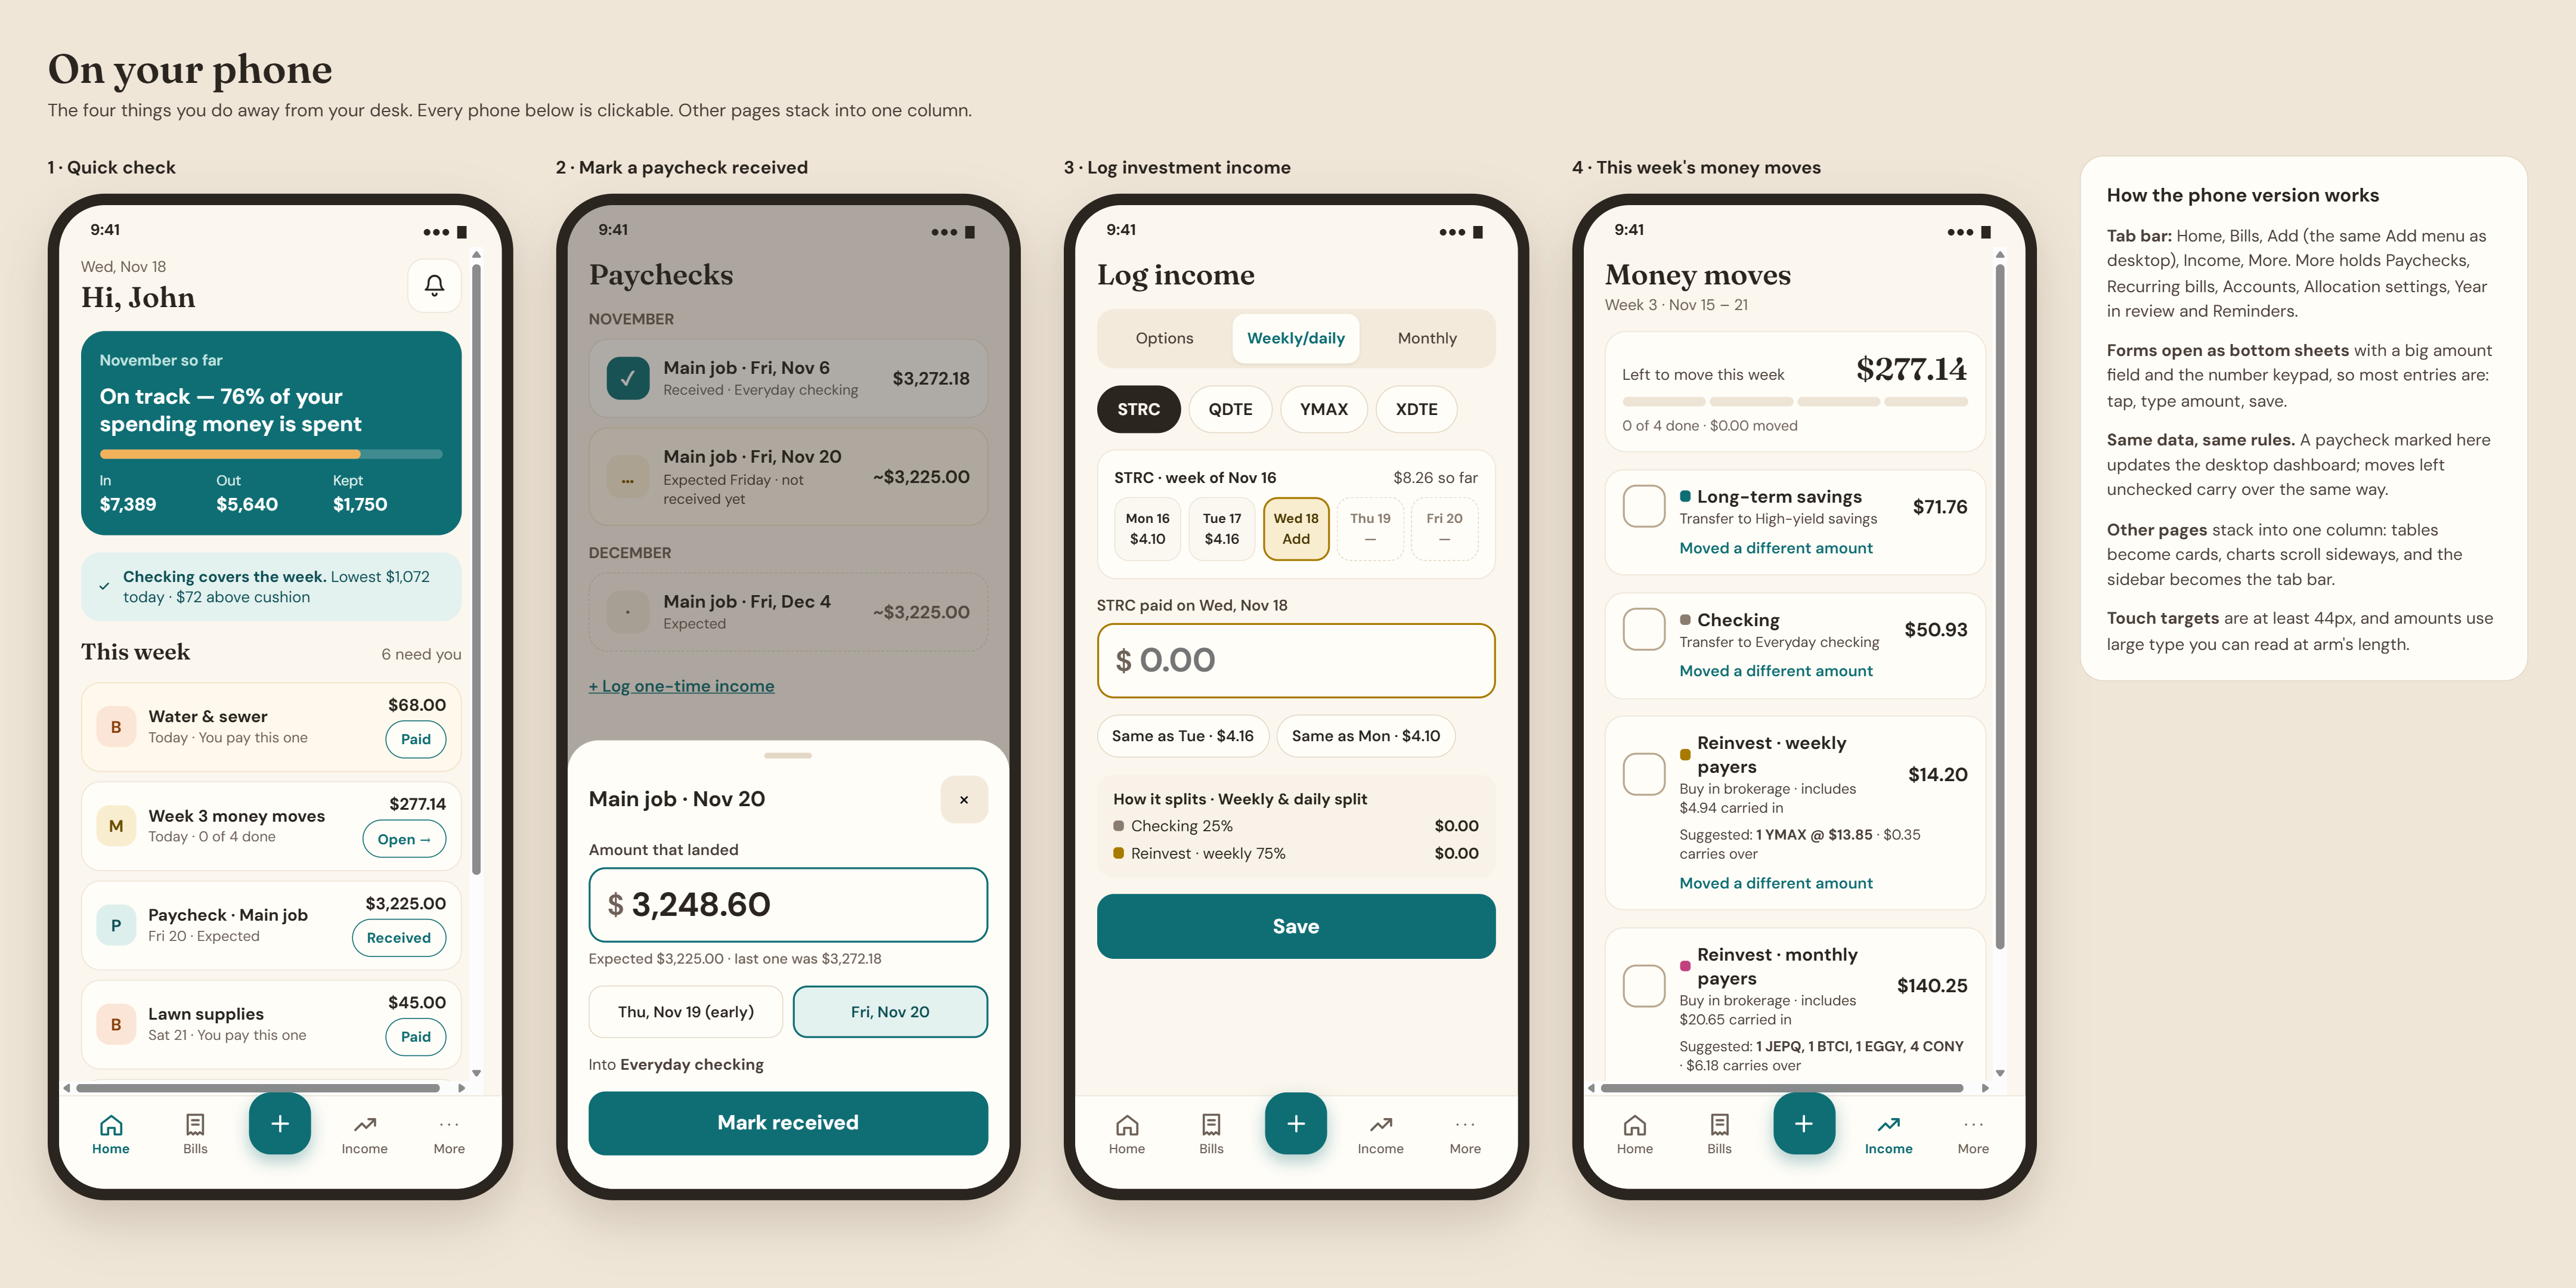 On your phone
The four things you do away from your desk. Every phone below is clickable. Other pages stack into one column.
1 · Quick check
9:41
Wed, Nov 18
Hi, John
November so far
On track — 76% of your
spending money is spent
In Out Kept
$7,389 $5,640 $1,750
Checking covers the week. Lowest $1,072
today · $72 above cushion
This week 6 need you
B Water & sewer $68.00
Today · You pay this one Paid
M Week 3 money moves $277.14
Today · 0 of 4 done Open →
P Paycheck · Main job $3,225.00
Fri 20 · Expected Received
B Lawn supplies $45.00
Sat 21 · You pay this one Paid
Home Bills + Income More
2 · Mark a paycheck received
9:41
Paychecks
NOVEMBER
✓ Main job · Fri, Nov 6 $3,272.18
Received · Everyday checking
... Main job · Fri, Nov 20 ~$3,225.00
Expected Friday · not
received yet
DECEMBER
· Main job · Fri, Dec 4 ~$3,225.00
Expected
+ Log one-time income
Main job · Nov 20 ×
Amount that landed
$ 3,248.60
Expected $3,225.00 · last one was $3,272.18
Thu, Nov 19 (early) Fri, Nov 20
Into Everyday checking
Mark received
3 · Log investment income
9:41
Log income
Options Weekly/daily Monthly
STRC QDTE YMAX XDTE
STRC · week of Nov 16 $8.26 so far
Mon 16 Tue 17 Wed 18 Thu 19 Fri 20
$4.10 $4.16 Add — —
STRC paid on Wed, Nov 18
$ 0.00
Same as Tue · $4.16 Same as Mon · $4.10
How it splits · Weekly & daily split
Checking 25% $0.00
Reinvest · weekly 75% $0.00
Save
Home Bills + Income More
4 · This week's money moves
9:41
Money moves
Week 3 · Nov 15 – 21
Left to move this week $277.14
0 of 4 done · $0.00 moved
Long-term savings $71.76
Transfer to High-yield savings
Moved a different amount
Checking $50.93
Transfer to Everyday checking
Moved a different amount
Reinvest · weekly
payers $14.20
Buy in brokerage · includes
$4.94 carried in
Suggested: 1 YMAX @ $13.85 · $0.35
carries over
Moved a different amount
Reinvest · monthly
payers $140.25
Buy in brokerage · includes
$20.65 carried in
Suggested: 1 JEPQ, 1 BTCI, 1 EGGY, 4 CONY
· $6.18 carries over
Home Bills + Income More
How the phone version works
Tab bar: Home, Bills, Add (the same Add menu as
desktop), Income, More. More holds Paychecks,
Recurring bills, Accounts, Allocation settings, Year
in review and Reminders.
Forms open as bottom sheets with a big amount
field and the number keypad, so most entries are:
tap, type amount, save.
Same data, same rules. A paycheck marked here
updates the desktop dashboard; moves left
unchecked carry over the same way.
Other pages stack into one column: tables
become cards, charts scroll sideways, and the
sidebar becomes the tab bar.
Touch targets are at least 44px, and amounts use
large type you can read at arm's length.